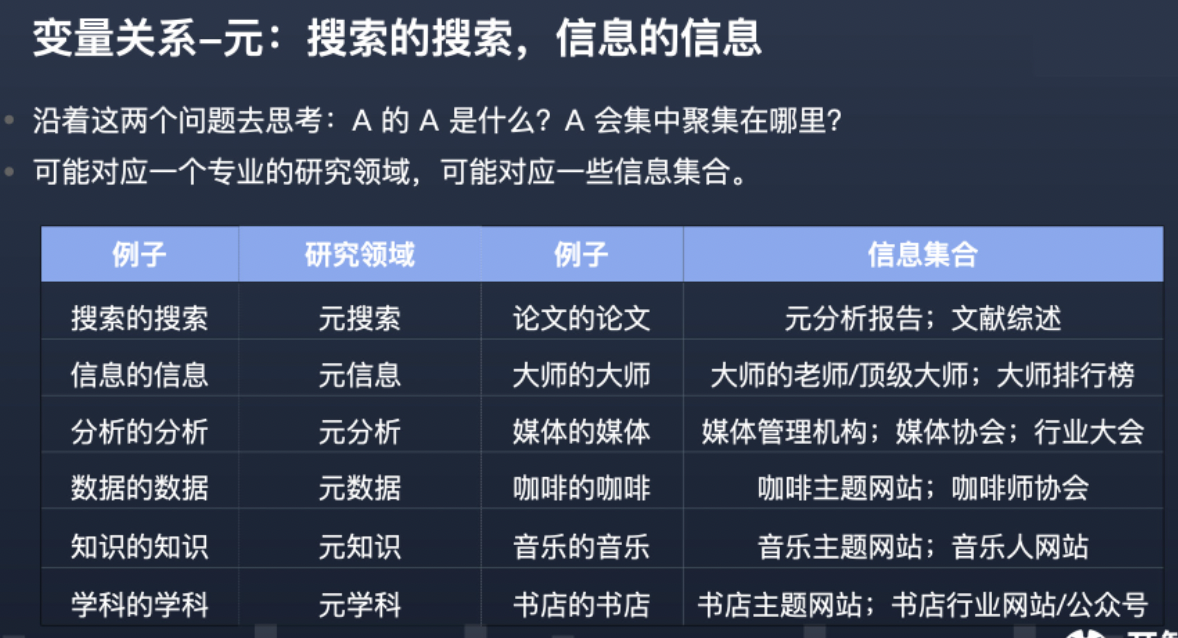 变量关系–元：搜索的搜索，信息的信息
沿着这两个问题去思考：A 的 A 是什么？A 会集中聚集在哪里？
可能对应一个专业的研究领域，可能对应一些信息集合。
例子 研究领域 例子 信息集合
搜索的搜索 元搜索 论文的论文 元分析报告；文献综述
信息的信息 元信息 大师的大师 大师的老师/顶级大师；大师排行榜
分析的分析 元分析 媒体的媒体 媒体管理机构；媒体协会；行业大会
数据的数据 元数据 咖啡的咖啡 咖啡主题网站；咖啡师协会
知识的知识 元知识 音乐的音乐 音乐主题网站；音乐人网站
学科的学科 元学科 书店的书店 书店主题网站；书店行业网站/公众号